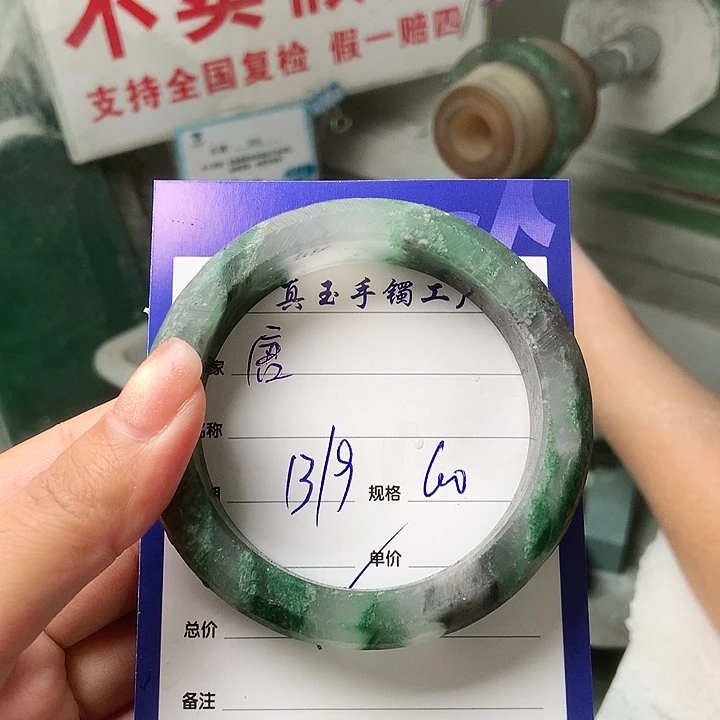 支持全国复检 假一赔四
真玉手镯工厂
家 唐
名称
13/9 规格 60
单价
总价
备注